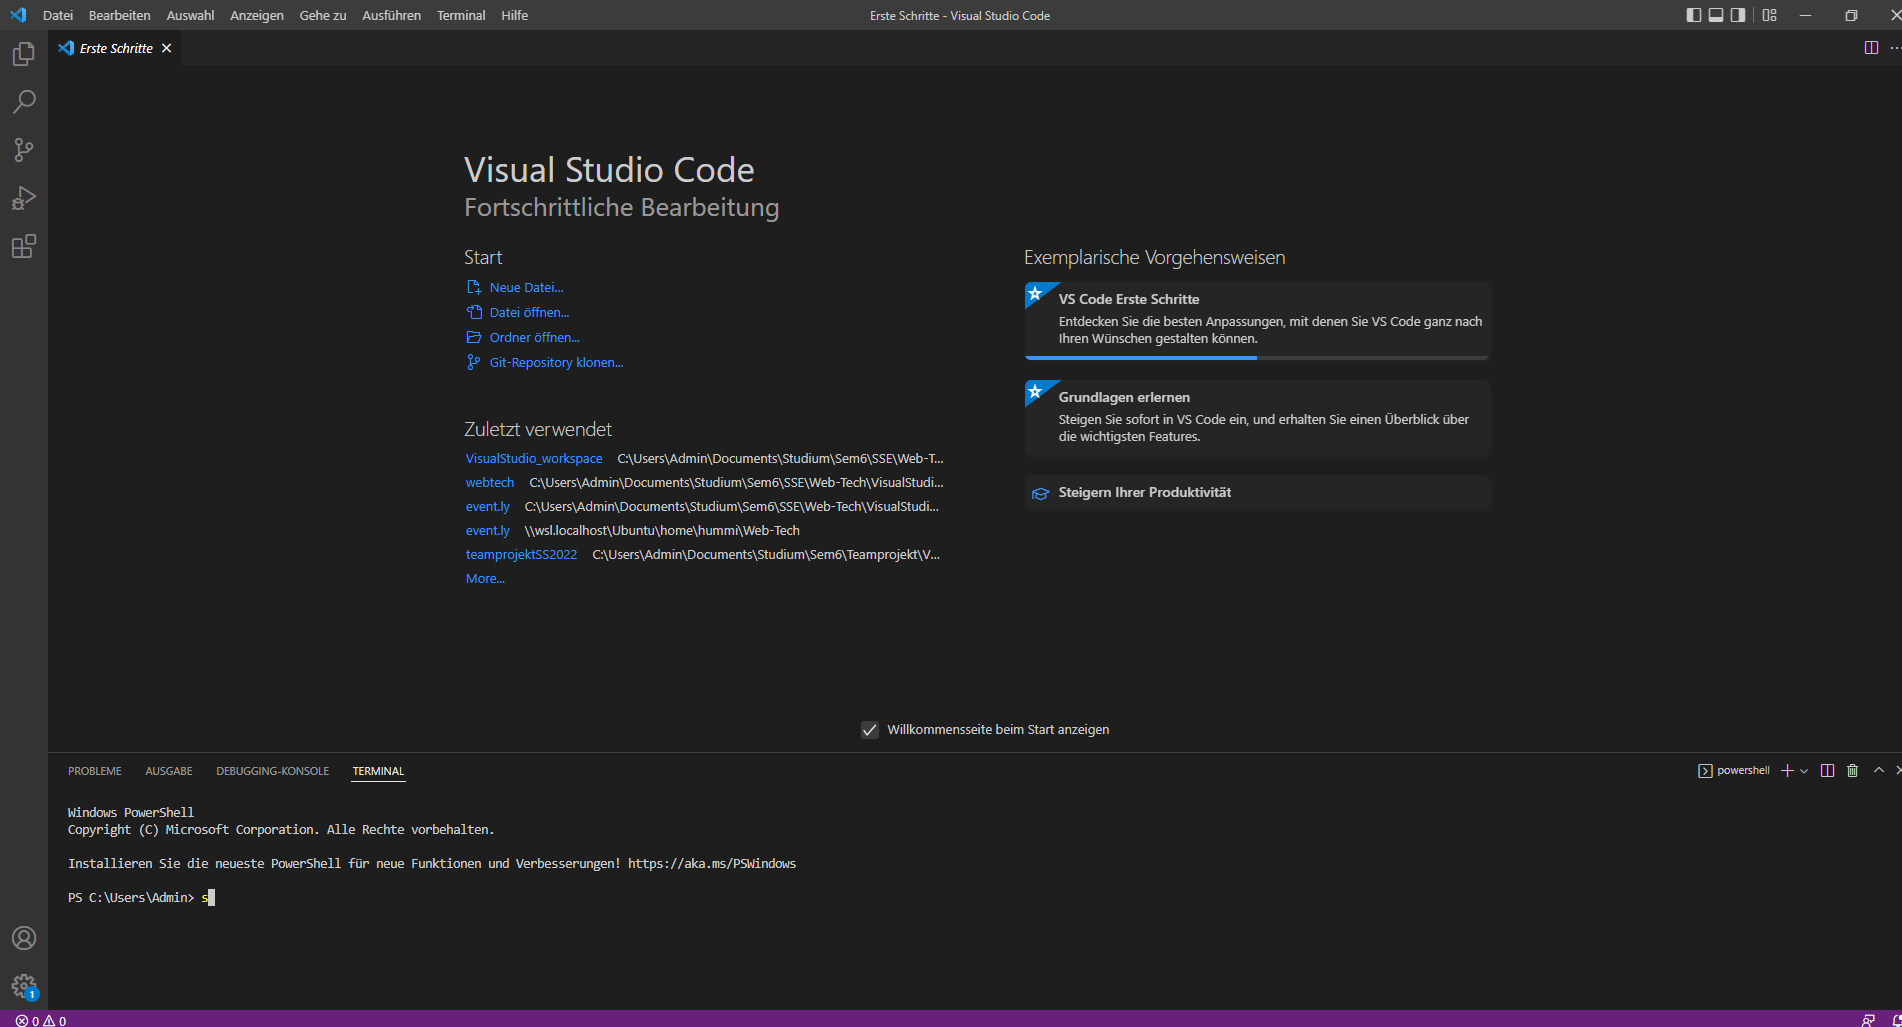 Datei Bearbeiten Auswahl Anzeigen Gehe zu Ausführen Terminal Hilfe Erste Schritte - Visual Studio Code
Erste Schritte
Visual Studio Code
Fortschrittliche Bearbeitung
Start
Neue Datei...
Datei öffnen...
Ordner öffnen...
Git-Repository klonen...
Zuletzt verwendet
VisualStudio_workspace C:\Users\Admin\Documents\Studium\Sem6\SSE\Web-T...
webtech C:\Users\Admin\Documents\Studium\Sem6\SSE\Web-Tech\VisualStudi...
event.ly C:\Users\Admin\Documents\Studium\Sem6\SSE\Web-Tech\VisualStudi...
event.ly \\wsl.localhost\Ubuntu\home\hummi\Web-Tech
teamprojektSS2022 C:\Users\Admin\Documents\Studium\Sem6\Teamprojekt\V...
More...
Exemplarische Vorgehensweisen
VS Code Erste Schritte
Entdecken Sie die besten Anpassungen, mit denen Sie VS Code ganz nach
Ihren Wünschen gestalten können.
Grundlagen erlernen
Steigen Sie sofort in VS Code ein, und erhalten Sie einen Überblick über
die wichtigsten Features.
Steigern Ihrer Produktivität
Willkommensseite beim Start anzeigen
PROBLEME AUSGABE DEBUGGING-KONSOLE TERMINAL powershell
Windows PowerShell
Copyright (C) Microsoft Corporation. Alle Rechte vorbehalten.
Installieren Sie die neueste PowerShell für neue Funktionen und Verbesserungen! https://aka.ms/PSWindows
PS C:\Users\Admin> s
1
0 0